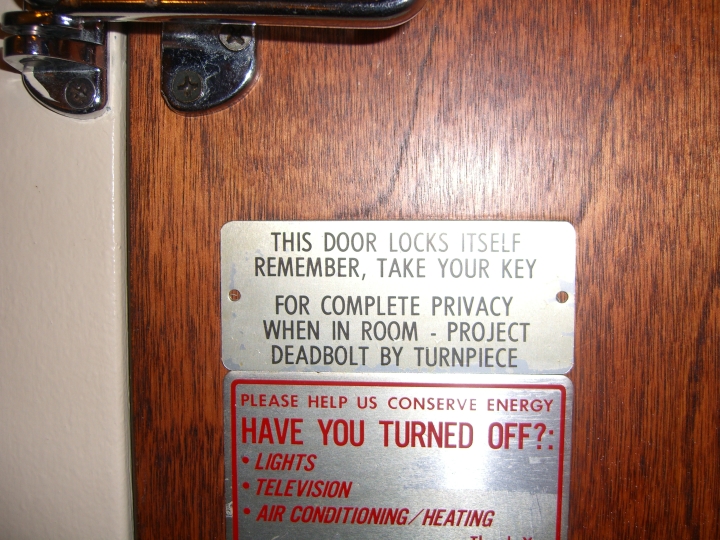 THIS DOOR LOCKS ITSELF
REMEMBER, TAKE YOUR KEY
FOR COMPLETE PRIVACY
WHEN IN ROOM - PROJECT
DEADBOLT BY TURNPIECE
PLEASE HELP US CONSERVE ENERGY
HAVE YOU TURNED OFF?:
• LIGHTS
• TELEVISION
• AIR CONDITIONING/HEATING